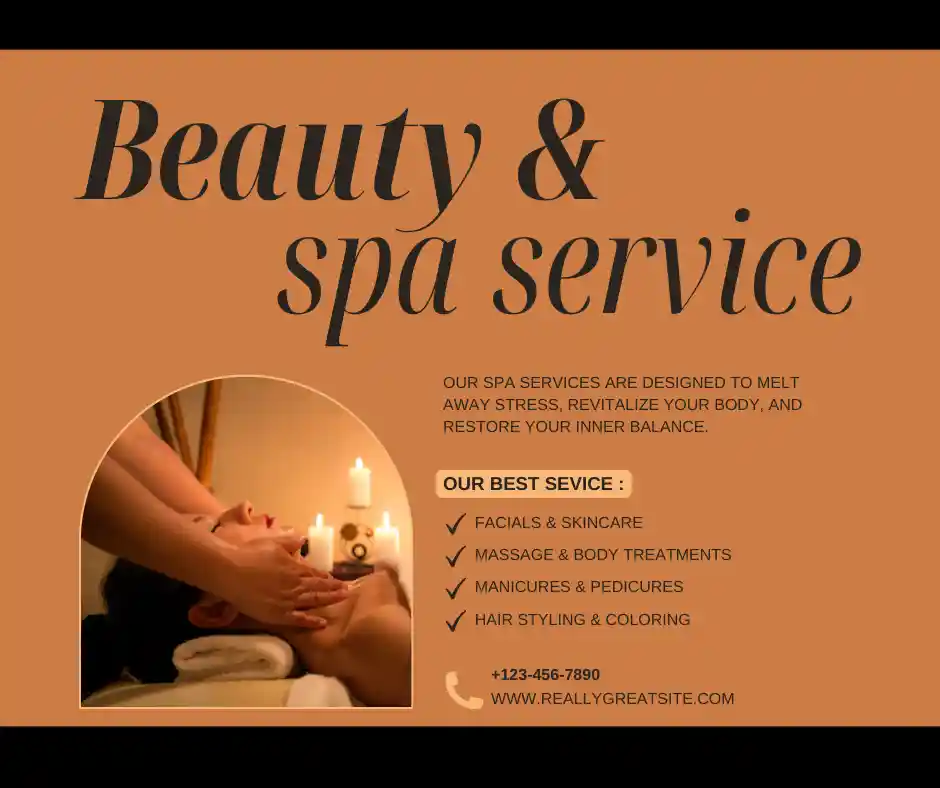 Beauty &
spa service
OUR SPA SERVICES ARE DESIGNED TO MELT
AWAY STRESS, REVITALIZE YOUR BODY, AND
RESTORE YOUR INNER BALANCE.
OUR BEST SEVICE :
FACIALS & SKINCARE
MASSAGE & BODY TREATMENTS
MANICURES & PEDICURES
HAIR STYLING & COLORING
+123-456-7890
WWW.REALLYGREATSITE.COM